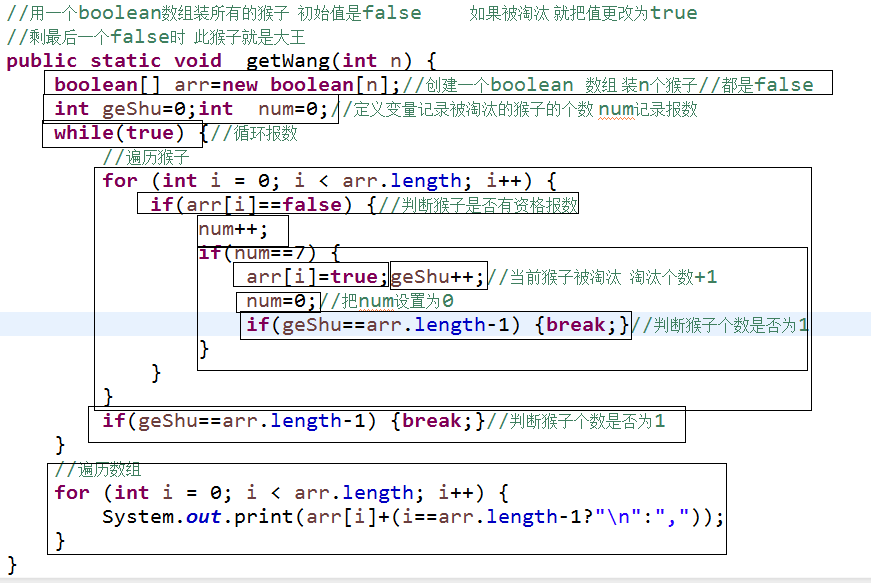 //用一个boolean数组装所有的猴子 初始值是false    如果被淘汰 就把值更改为true
//剩最后一个false时 此猴子就是大王
public static void  getWang(int n) {
    boolean[] arr=new boolean[n];//创建一个boolean 数组 装n个猴子//都是false
    int geShu=0;int  num=0;//定义变量记录被淘汰的猴子的个数 num记录报数
    while(true) {//循环报数
        //遍历猴子
        for (int i = 0; i < arr.length; i++) {
            if(arr[i]==false) {//判断猴子是否有资格报数
                num++;
                if(num==7) {
                    arr[i]=true;geShu++;//当前猴子被淘汰 淘汰个数+1
                    num=0;//把num设置为0
                    if(geShu==arr.length-1) {break;}//判断猴子个数是否为1
                }
            }
        }
        if(geShu==arr.length-1) {break;}//判断猴子个数是否为1
    }
    //遍历数组
    for (int i = 0; i < arr.length; i++) {
        System.out.print(arr[i]+(i==arr.length-1?"\n":","));
    }
}